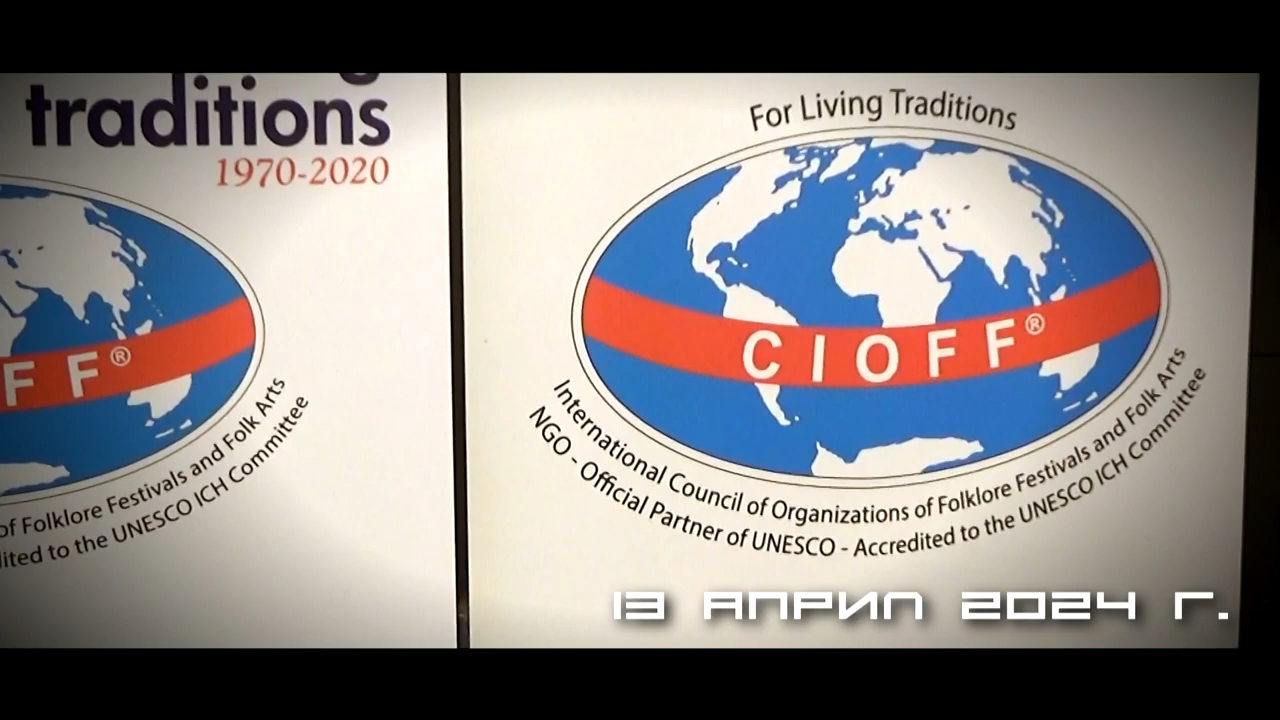 traditions
1970-2020
FF®
of Folklore Festivals and Folk Arts
to the UNESCO ICH Committee
For Living Traditions
CIOFF®
International Council of Organizations of Folklore Festivals and Folk Arts
NGO - Official Partner of UNESCO - Accredited to the UNESCO ICH Committee
13 АПРИЛ 2024 Г.